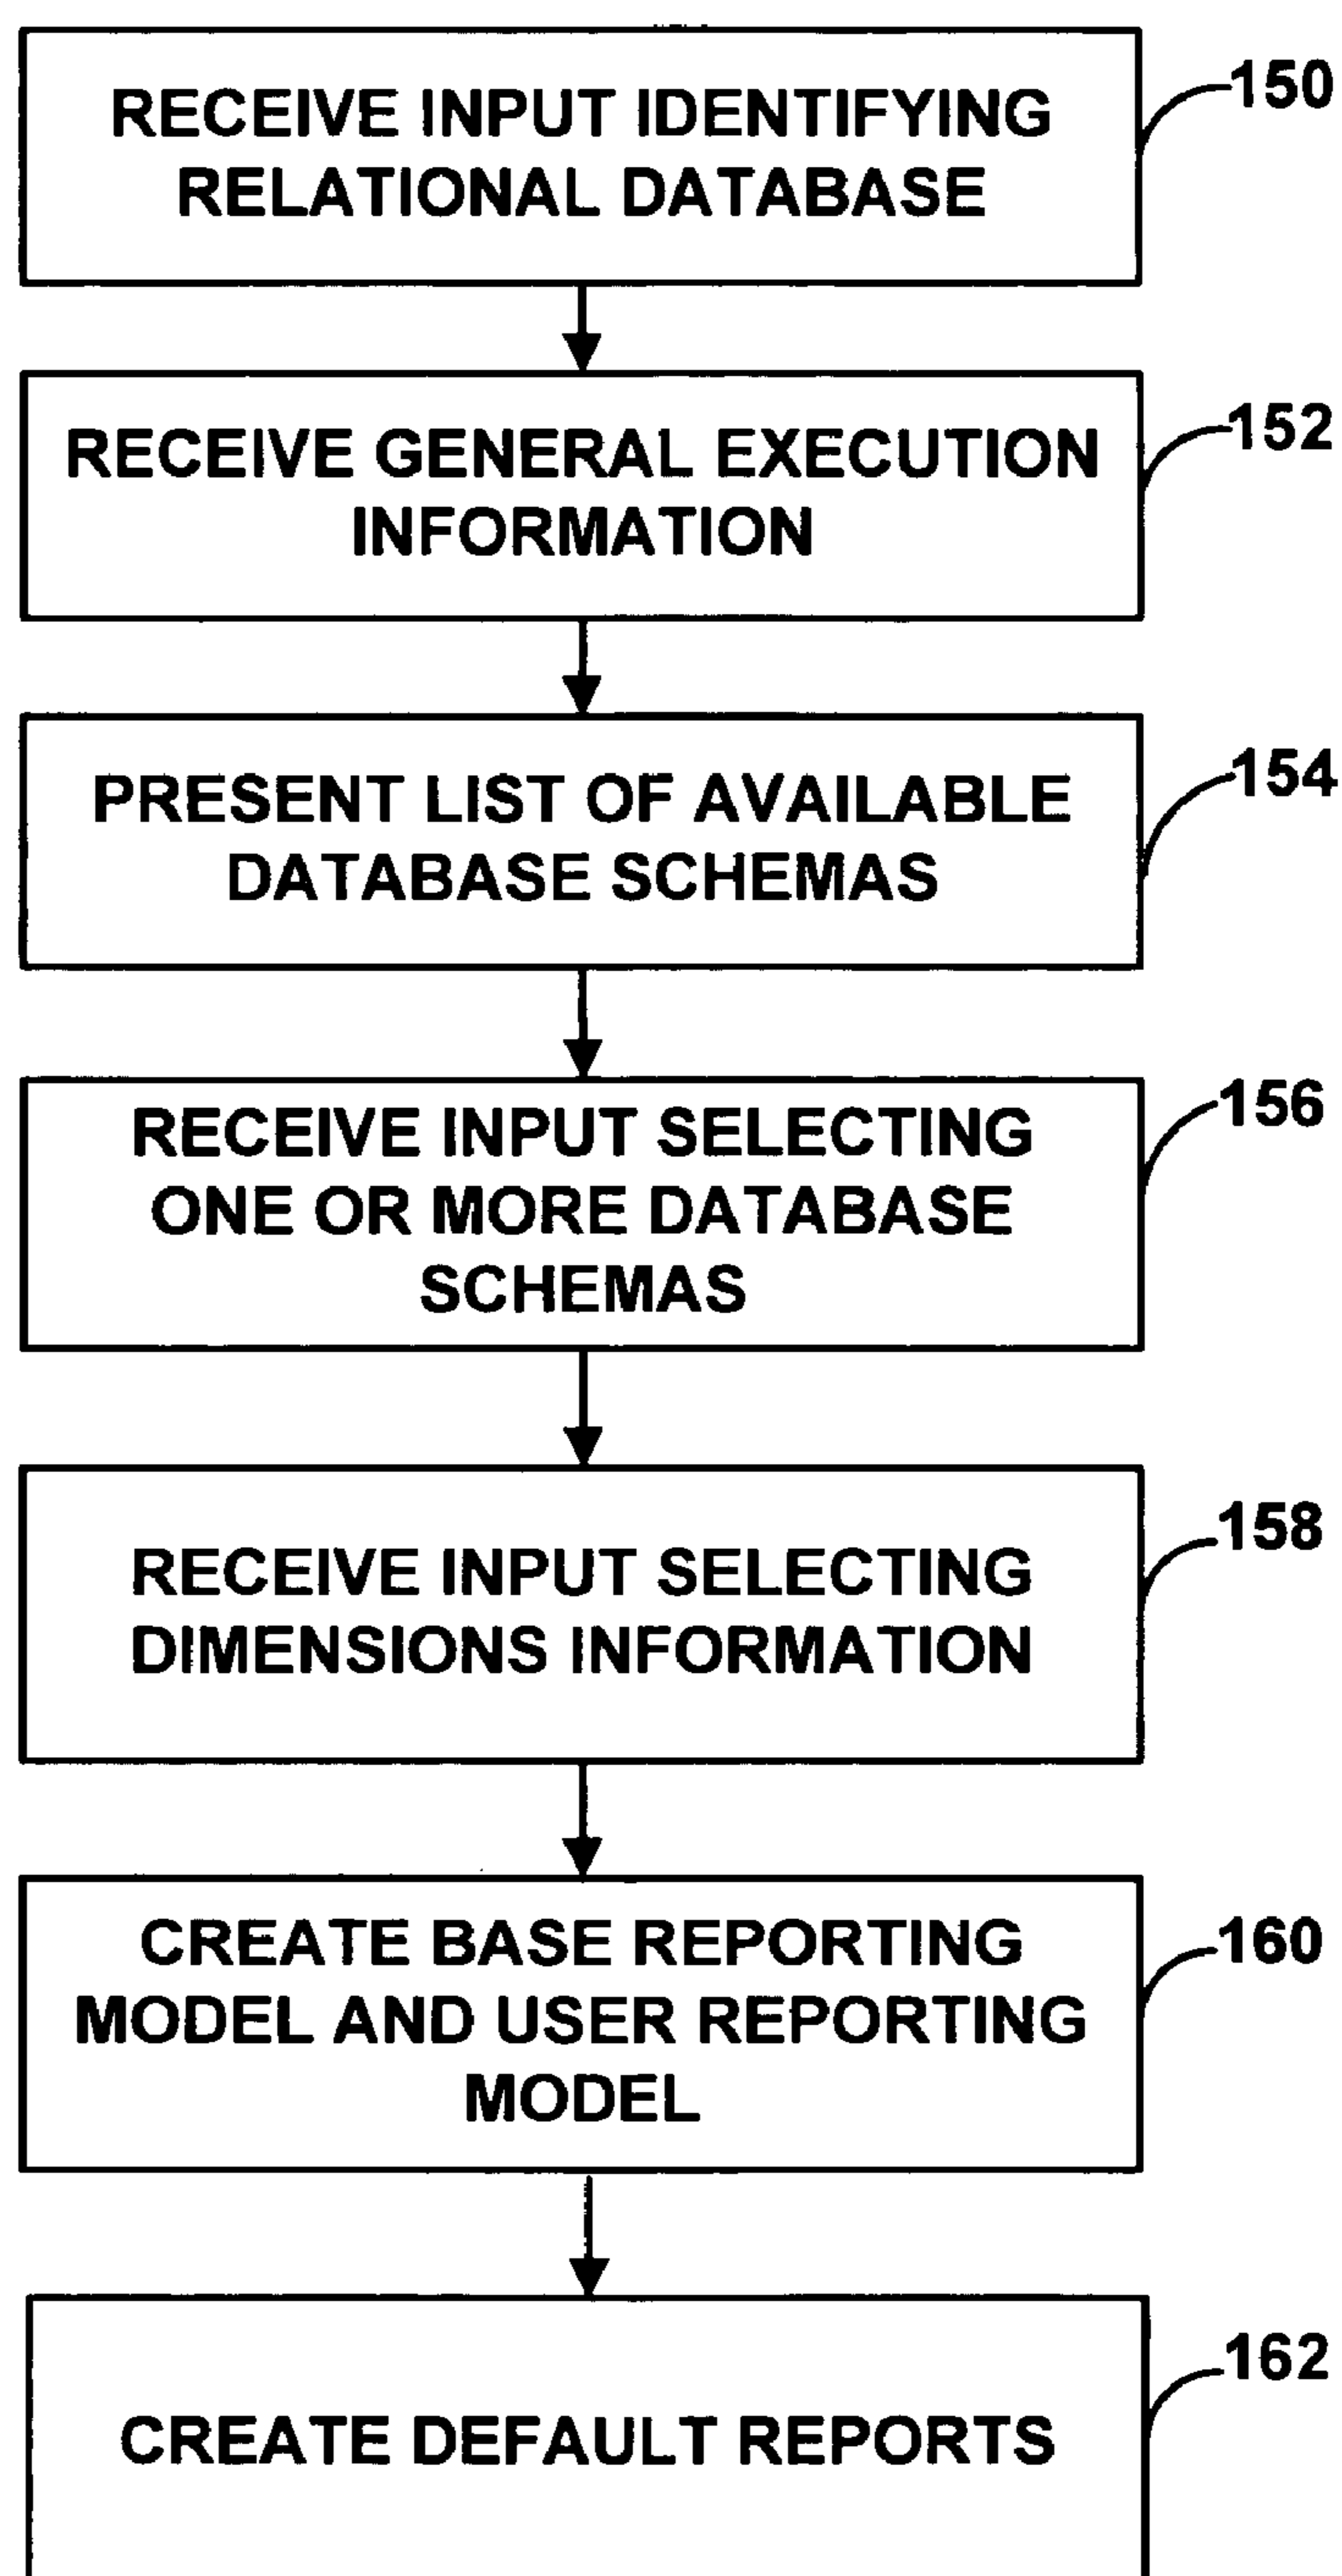 RECEIVE INPUT IDENTIFYING
RELATIONAL DATABASE
150
RECEIVE GENERAL EXECUTION
INFORMATION
152
PRESENT LIST OF AVAILABLE
DATABASE SCHEMAS
154
RECEIVE INPUT SELECTING
ONE OR MORE DATABASE
SCHEMAS
156
RECEIVE INPUT SELECTING
DIMENSIONS INFORMATION
158
CREATE BASE REPORTING
MODEL AND USER REPORTING
MODEL
160
CREATE DEFAULT REPORTS
162